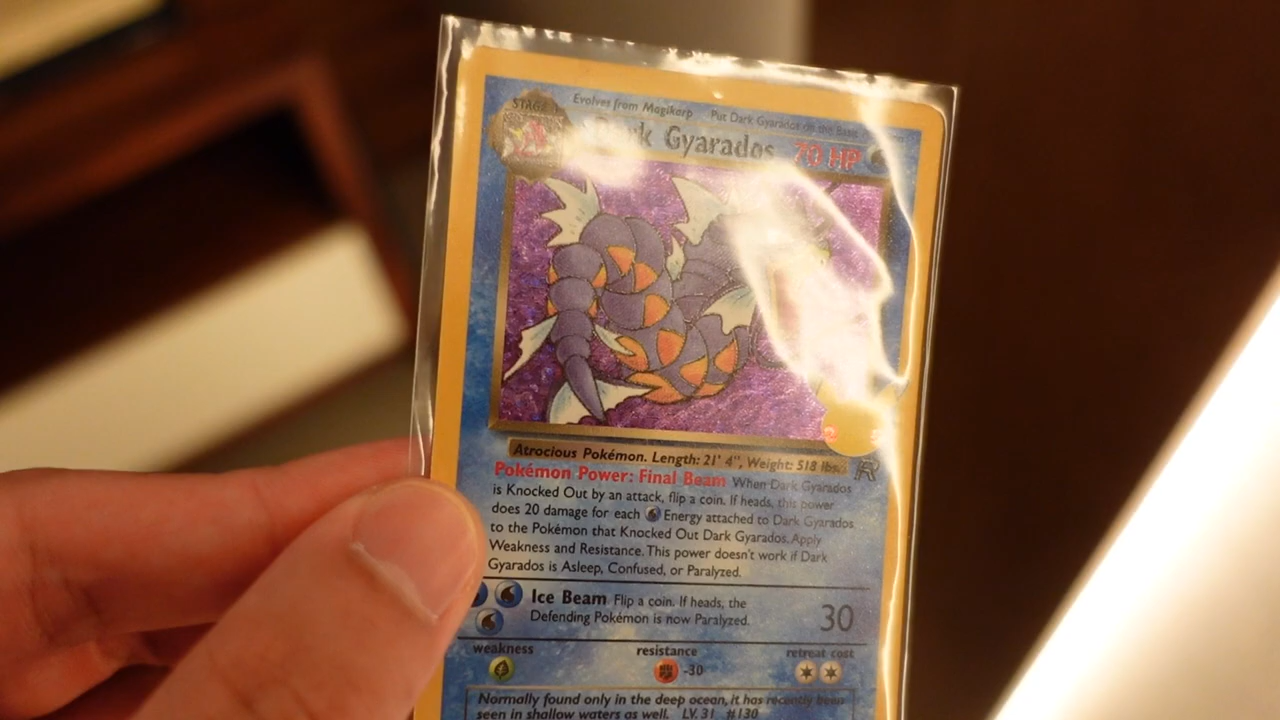 STAGE 1
Evolves from Magikarp Put Dark Gyarados on the Basic
Dark Gyarados 70 HP
Atrocious Pokémon. Length: 21' 4", Weight: 518 lbs.
R
Pokémon Power: Final Beam When Dark Gyarados
is Knocked Out by an attack, flip a coin. If heads, this power
does 20 damage for each Energy attached to Dark Gyarados
to the Pokémon that Knocked Out Dark Gyarados. Apply
Weakness and Resistance. This power doesn't work if Dark
Gyarados is Asleep, Confused, or Paralyzed.
Ice Beam Flip a coin. If heads, the
Defending Pokémon is now Paralyzed.
30
weakness resistance retreat cost
-30
Normally found only in the deep ocean, it has recently been
seen in shallow waters as well. LV. 31 #130